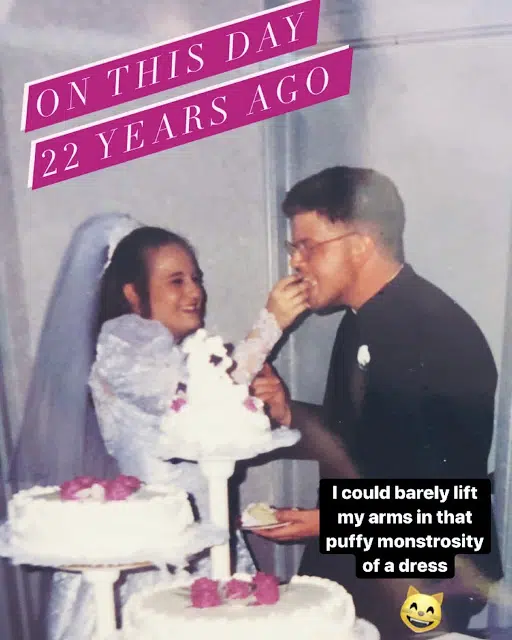 ON THIS DAY
22 YEARS AGO
I could barely lift
my arms in that
puffy monstrosity
of a dress